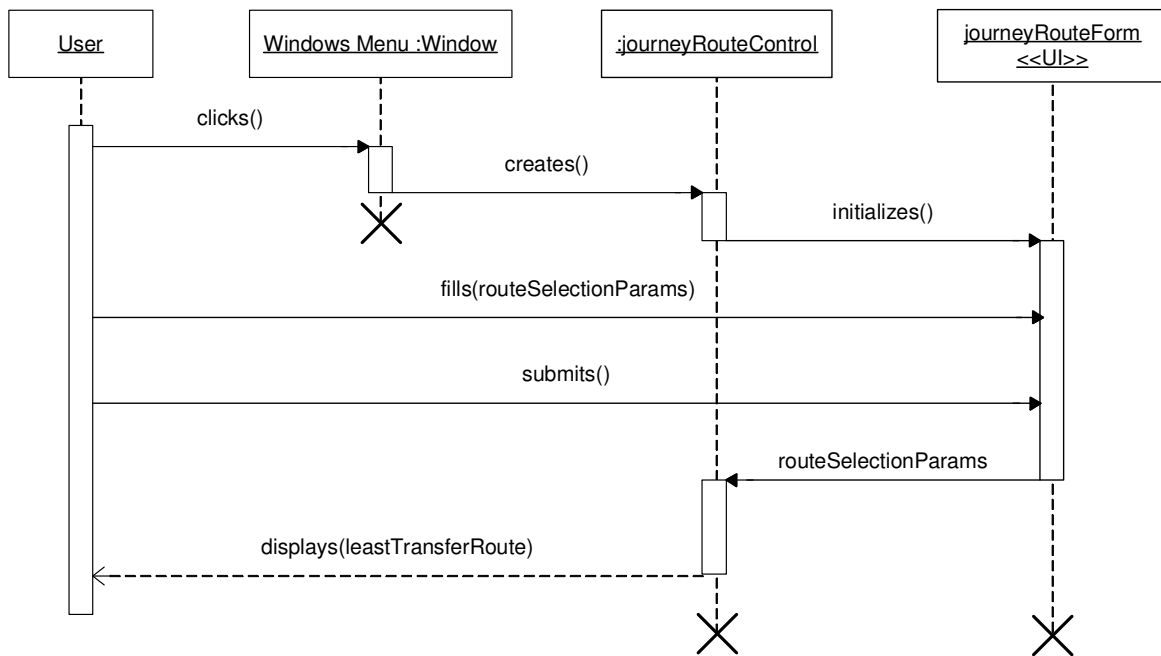 User
Windows Menu :Window
:journeyRouteControl
journeyRouteForm
<<UI>>
clicks()
creates()
initializes()
fills(routeSelectionParams)
submits()
routeSelectionParams
displays(leastTransferRoute)